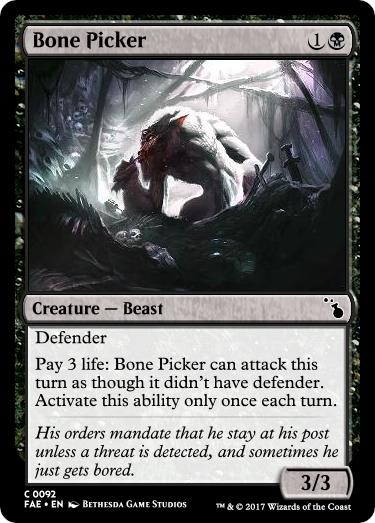 Bone Picker 1
Creature — Beast
Defender
Pay 3 life: Bone Picker can attack this
turn as though it didn't have defender.
Activate this ability only once each turn.
His orders mandate that he stay at his post
unless a threat is detected, and sometimes he
just gets bored.
3/3
C 0092
FAE • EN Bethesda Game Studios
™ & © 2017 Wizards of the Coast